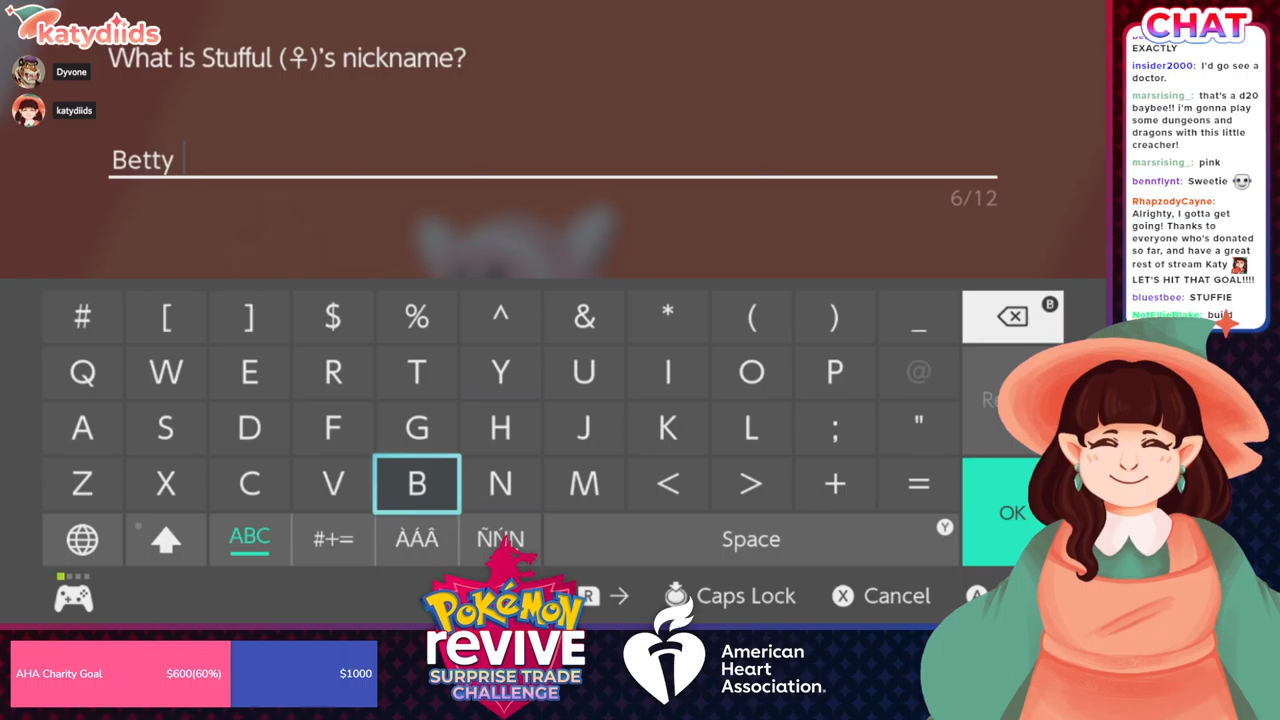 katydiids
Dyvone
katydiids
What is Stufful (♀)'s nickname?
Betty
6/12
# [ ] $ % ^ & * ( ) _
B
Q W E R T Y U I O P @
A S D F G H J K L ; "
Z X C V B N M < > + =
OK
ABC #+= ÀÁÂ ÑŃṆ Space Y
R → Caps Lock X Cancel A
CHAT
EXACTLY
insider2000: I'd go see a
doctor.
marsrising_: that's a d20
baybee!! i'm gonna play
some dungeons and
dragons with this little
creacher!
marsrising_: pink
bennflynt: Sweetie
RhapzodyCayne:
Alrighty, I gotta get
going! Thanks to
everyone who's donated
so far, and have a great
rest of stream Katy
LET'S HIT THAT GOAL!!!!
bluestbee: STUFFIE
NotEllieBlake: build
POKéMON
reVIVE
SURPRISE TRADE
CHALLENGE
American
Heart
Association.
AHA Charity Goal $600(60%) $1000